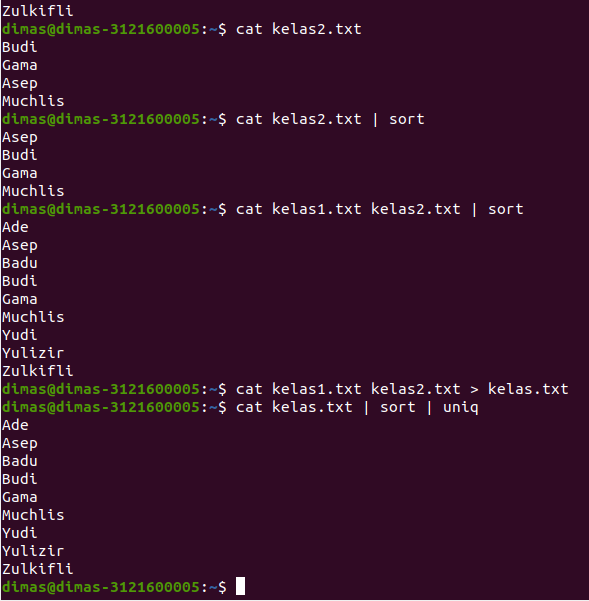 Zulkifli
dimas@dimas-3121600005:~$ cat kelas2.txt
Budi
Gama
Asep
Muchlis
dimas@dimas-3121600005:~$ cat kelas2.txt | sort
Asep
Budi
Gama
Muchlis
dimas@dimas-3121600005:~$ cat kelas1.txt kelas2.txt | sort
Ade
Asep
Badu
Budi
Gama
Muchlis
Yudi
Yulizir
Zulkifli
dimas@dimas-3121600005:~$ cat kelas1.txt kelas2.txt > kelas.txt
dimas@dimas-3121600005:~$ cat kelas.txt | sort | uniq
Ade
Asep
Badu
Budi
Gama
Muchlis
Yudi
Yulizir
Zulkifli
dimas@dimas-3121600005:~$